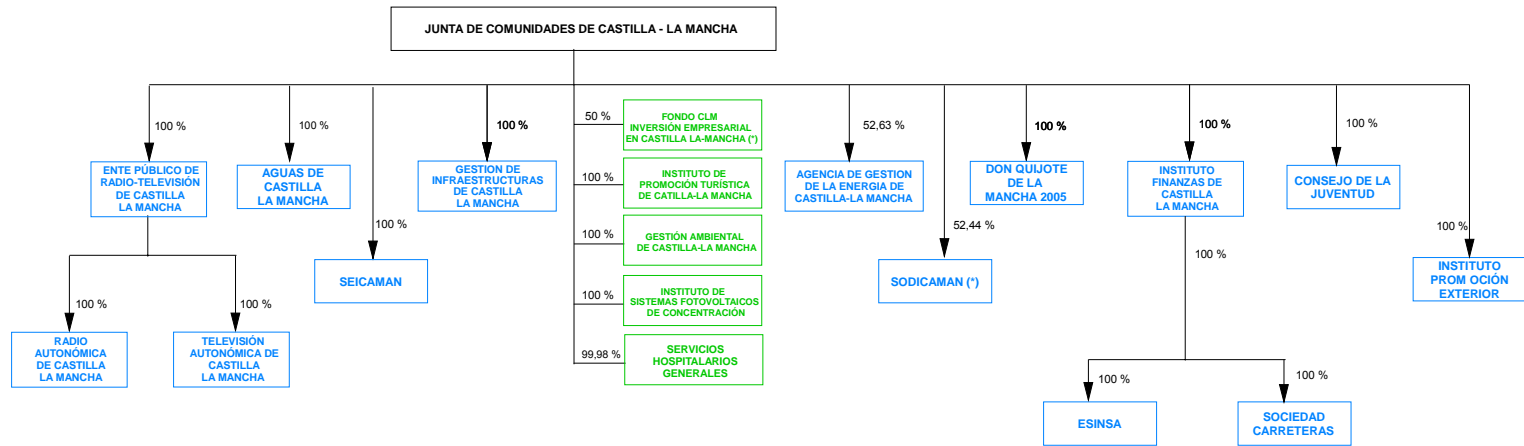 JUNTA DE COMUNIDADES DE CASTILLA - LA MANCHA
100 %
ENTE PÚBLICO DE
RADIO-TELEVISIÓN
DE CASTILLA
LA MANCHA
100 %
AGUAS DE
CASTILLA
LA MANCHA
100 %
SEICAMAN
100 %
GESTION DE
INFRAESTRUCTURAS
DE CASTILLA
LA MANCHA
50 %
FONDO CLM
INVERSIÓN EMPRESARIAL
EN CASTILLA LA-MANCHA (*)
100 %
INSTITUTO DE
PROMOCIÓN TURÍSTICA
DE CATILLA-LA MANCHA
100 %
GESTIÓN AMBIENTAL
DE CASTILLA-LA MANCHA
100 %
INSTITUTO DE
SISTEMAS FOTOVOLTAICOS
DE CONCENTRACIÓN
99,98 %
SERVICIOS
HOSPITALARIOS
GENERALES
52,63 %
AGENCIA DE GESTION
DE LA ENERGIA DE
CASTILLA-LA MANCHA
52,44 %
SODICAMAN (*)
100 %
DON QUIJOTE
DE LA
MANCHA 2005
100 %
INSTITUTO
FINANZAS DE
CASTILLA
LA MANCHA
100 %
CONSEJO DE LA
JUVENTUD
100 %
INSTITUTO
PROM OCIÓN
EXTERIOR
100 %
RADIO
AUTONÓMICA
DE CASTILLA
LA MANCHA
100 %
TELEVISIÓN
AUTONÓMICA DE
CASTILLA
LA MANCHA
100 %
100 %
ESINSA
100 %
SOCIEDAD
CARRETERAS